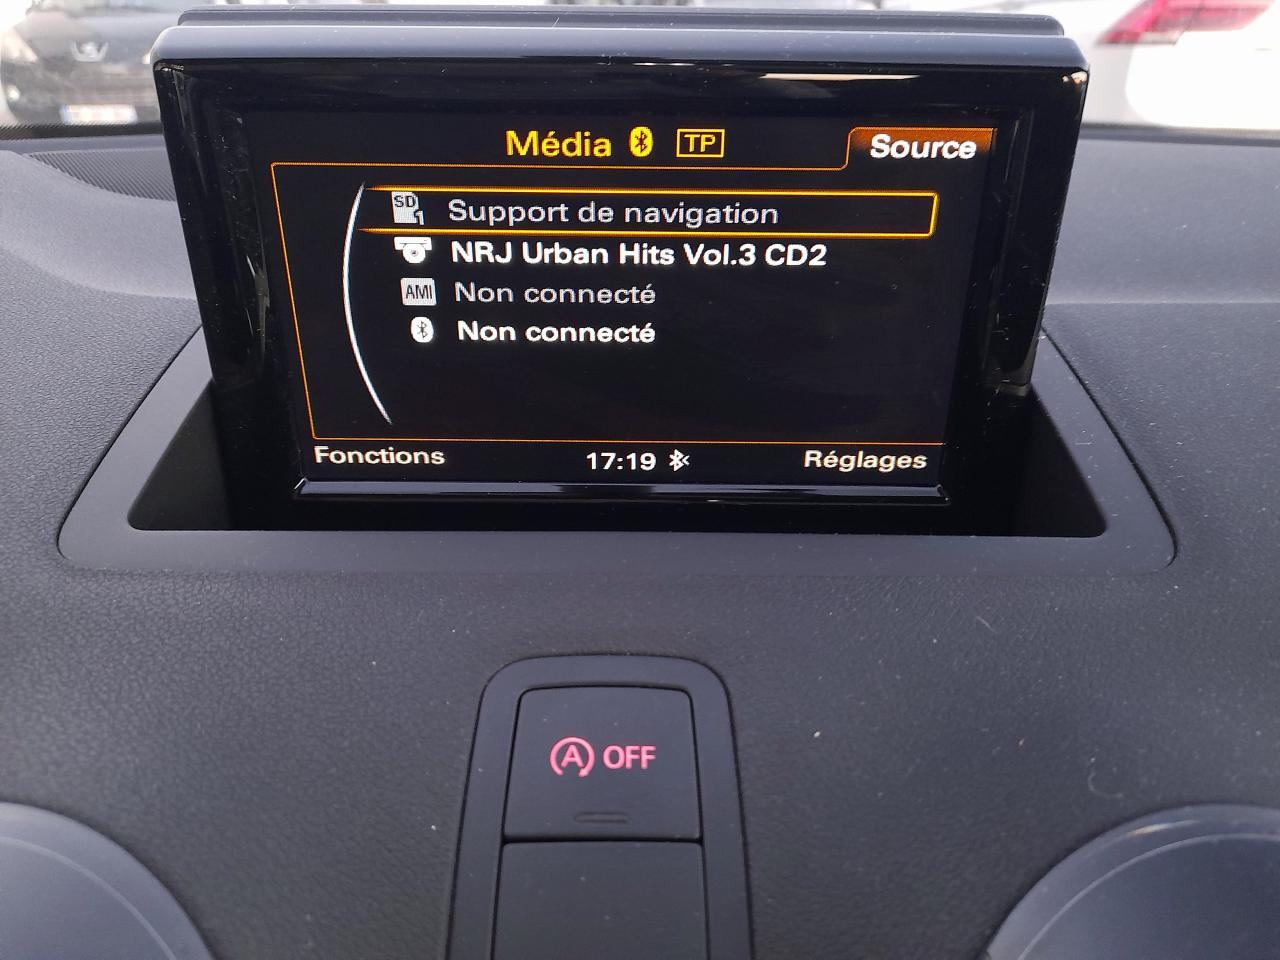 Média TP
Source
SD 1 Support de navigation
NRJ Urban Hits Vol.3 CD2
AMI Non connecté
Non connecté
Fonctions 17:19 Réglages
A OFF